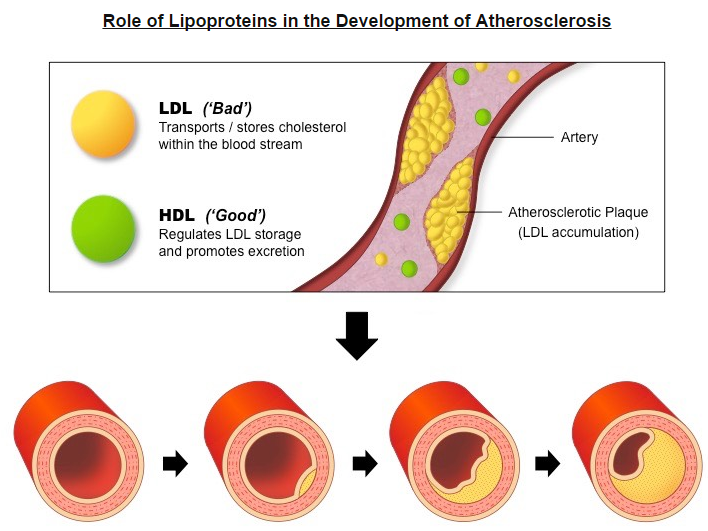 Role of Lipoproteins in the Development of Atherosclerosis
LDL ('Bad')
Transports / stores cholesterol
within the blood stream
HDL ('Good')
Regulates LDL storage
and promotes excretion
Artery
Atherosclerotic Plaque
(LDL accumulation)